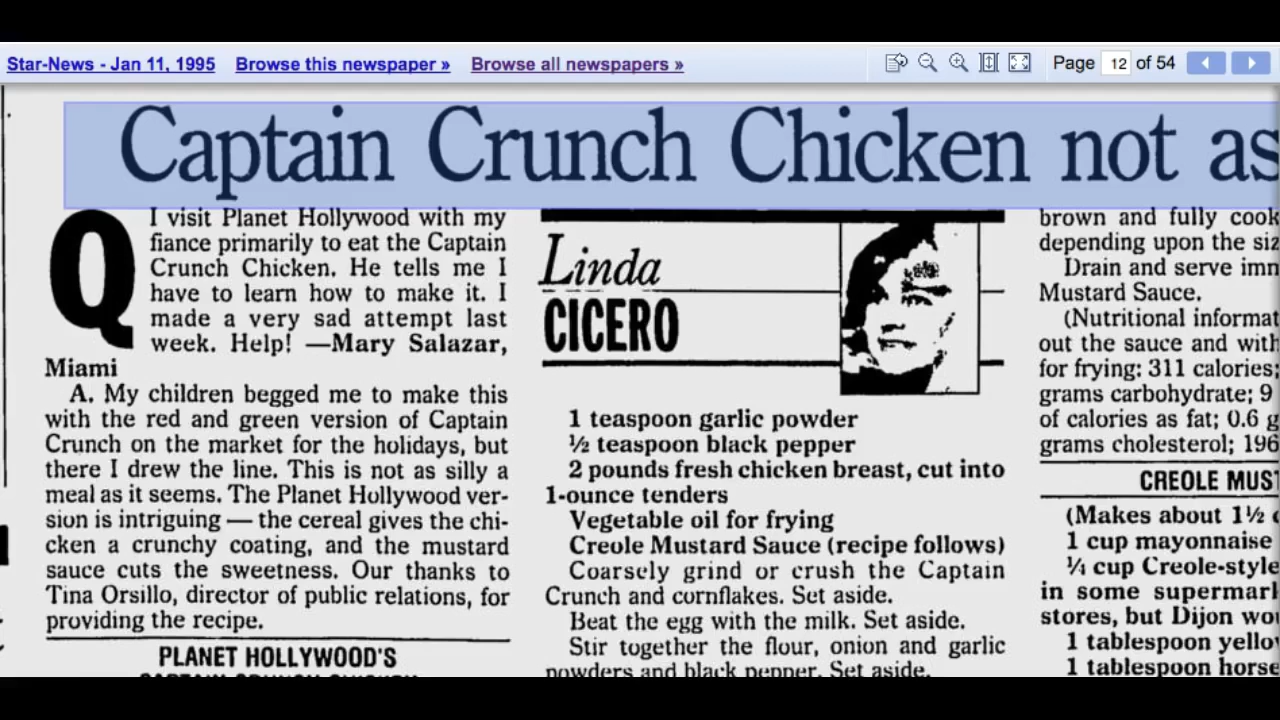 Star-News - Jan 11, 1995 Browse this newspaper » Browse all newspapers » Page 12 of 54
Captain Crunch Chicken not as
Q I visit Planet Hollywood with my
fiance primarily to eat the Captain
Crunch Chicken. He tells me I
have to learn how to make it. I
made a very sad attempt last
week. Help! —Mary Salazar,
Miami
A. My children begged me to make this
with the red and green version of Captain
Crunch on the market for the holidays, but
there I drew the line. This is not as silly a
meal as it seems. The Planet Hollywood ver-
sion is intriguing — the cereal gives the chi-
cken a crunchy coating, and the mustard
sauce cuts the sweetness. Our thanks to
Tina Orsillo, director of public relations, for
providing the recipe.
PLANET HOLLYWOOD'S
CAPTAIN CRUNCH CHICKEN
Linda
CICERO
1 teaspoon garlic powder
½ teaspoon black pepper
2 pounds fresh chicken breast, cut into
1-ounce tenders
Vegetable oil for frying
Creole Mustard Sauce (recipe follows)
Coarsely grind or crush the Captain
Crunch and cornflakes. Set aside.
Beat the egg with the milk. Set aside.
Stir together the flour, onion and garlic
powders and black pepper. Set aside.
brown and fully cook
depending upon the siz
Drain and serve imm
Mustard Sauce.
(Nutritional informat
out the sauce and with
for frying: 311 calories;
grams carbohydrate; 9
of calories as fat; 0.6 g
grams cholesterol; 196
CREOLE MUST
(Makes about 1½ c
1 cup mayonnaise
¼ cup Creole-style
in some supermark
stores, but Dijon wou
1 tablespoon yello
1 tablespoon horse